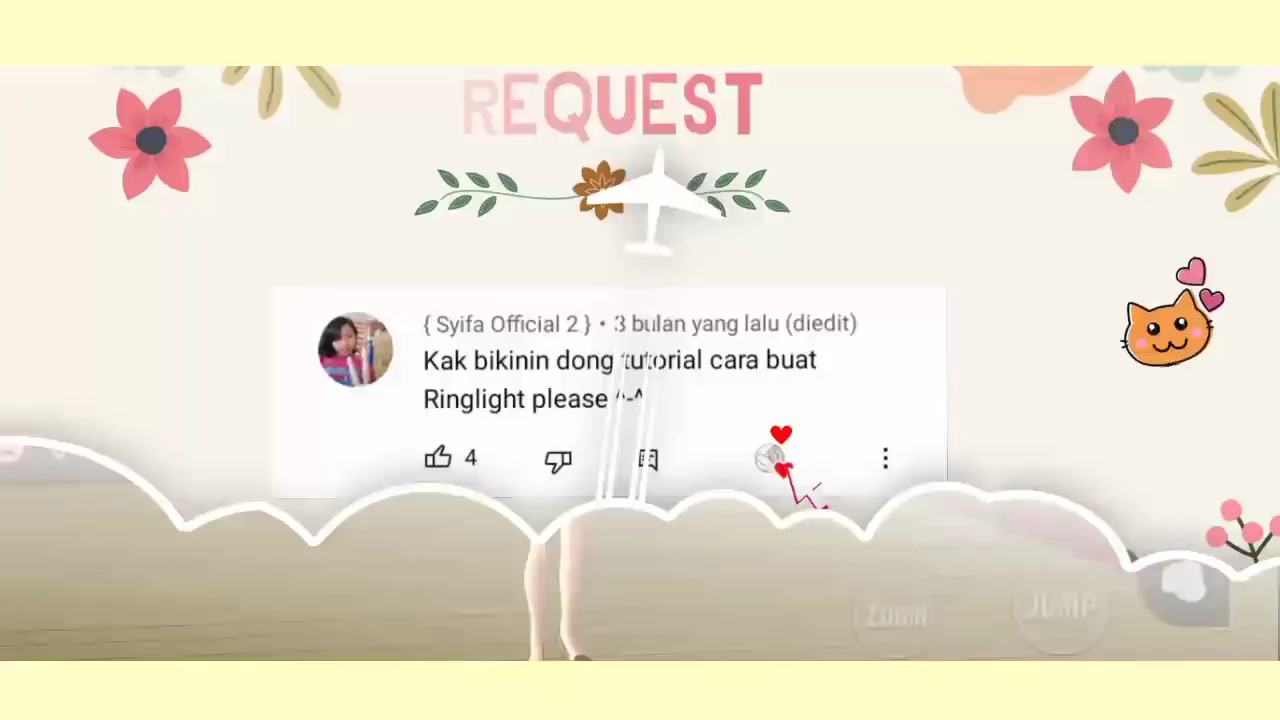 REQUEST
{ Syifa Official 2 } • 3 bulan yang lalu (diedit)
Kak bikinin dong tutorial cara buat
Ringlight please ^-^
4
ZOOM
JUMP